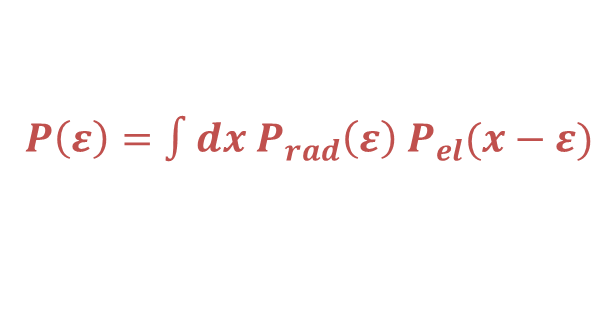 P(ε) = ∫ dx P_rad(ε) P_el(x − ε)